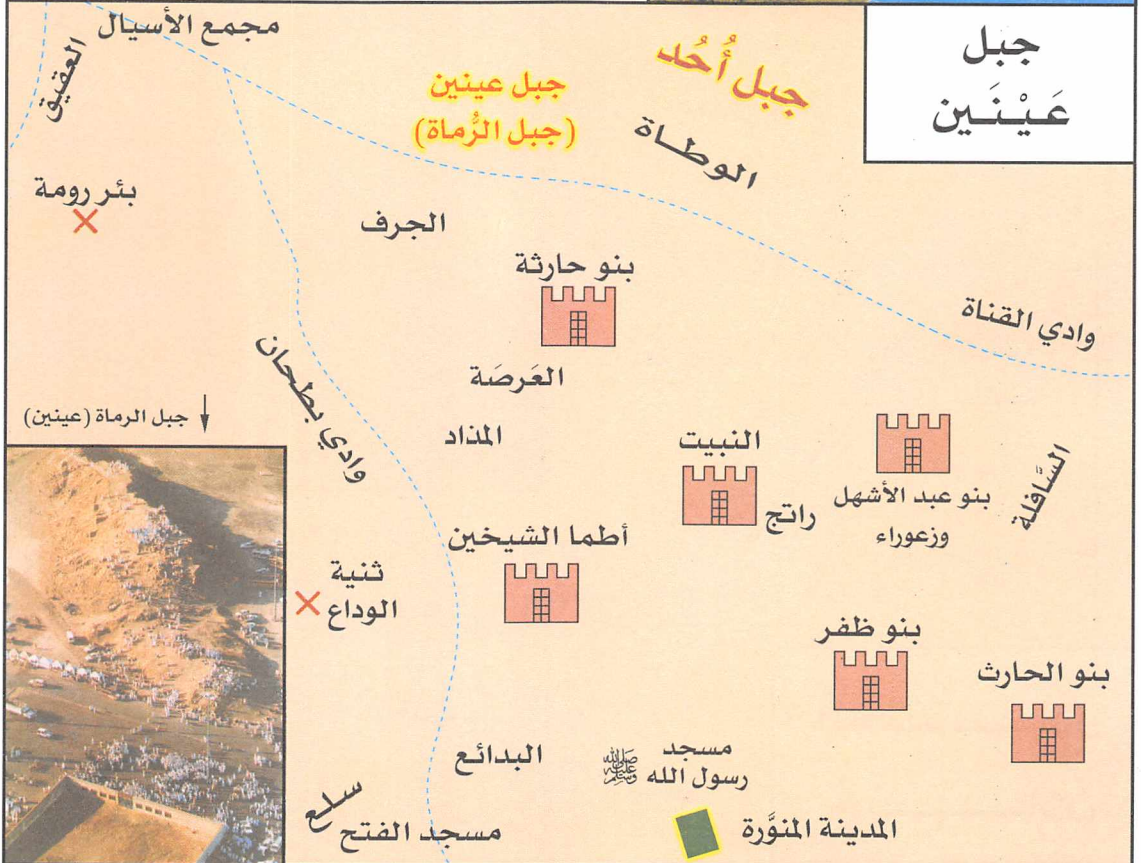 جبل
عَيْنَين
مجمع الأسيال
العقيق
جبل أُحُد
جبل عينين
(جبل الرُّماة)
الوطاة
بئر رومة
الجرف
بنو حارثة
وادي القناة
العَرصَة
وادي بطحان
جبل الرماة (عينين)
المذاد
النبيت
راتج
بنو عبد الأشهل
وزعوراء
السَّافلة
أطما الشيخين
ثنية
الوداع
بنو ظفر
بنو الحارث
البدائع
مسجد
رسول الله ﷺ
سلع
مسجد الفتح
المدينة المنوَّرة